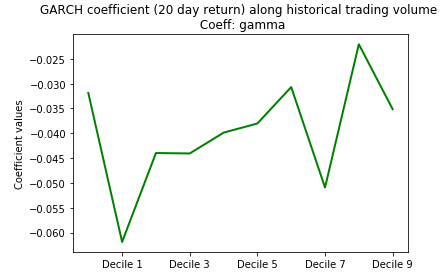 GARCH coefficient (20 day return) along historical trading volume
Coeff: gamma
Coefficient values
−0.025
−0.030
−0.035
−0.040
−0.045
−0.050
−0.055
−0.060
Decile 1 Decile 3 Decile 5 Decile 7 Decile 9